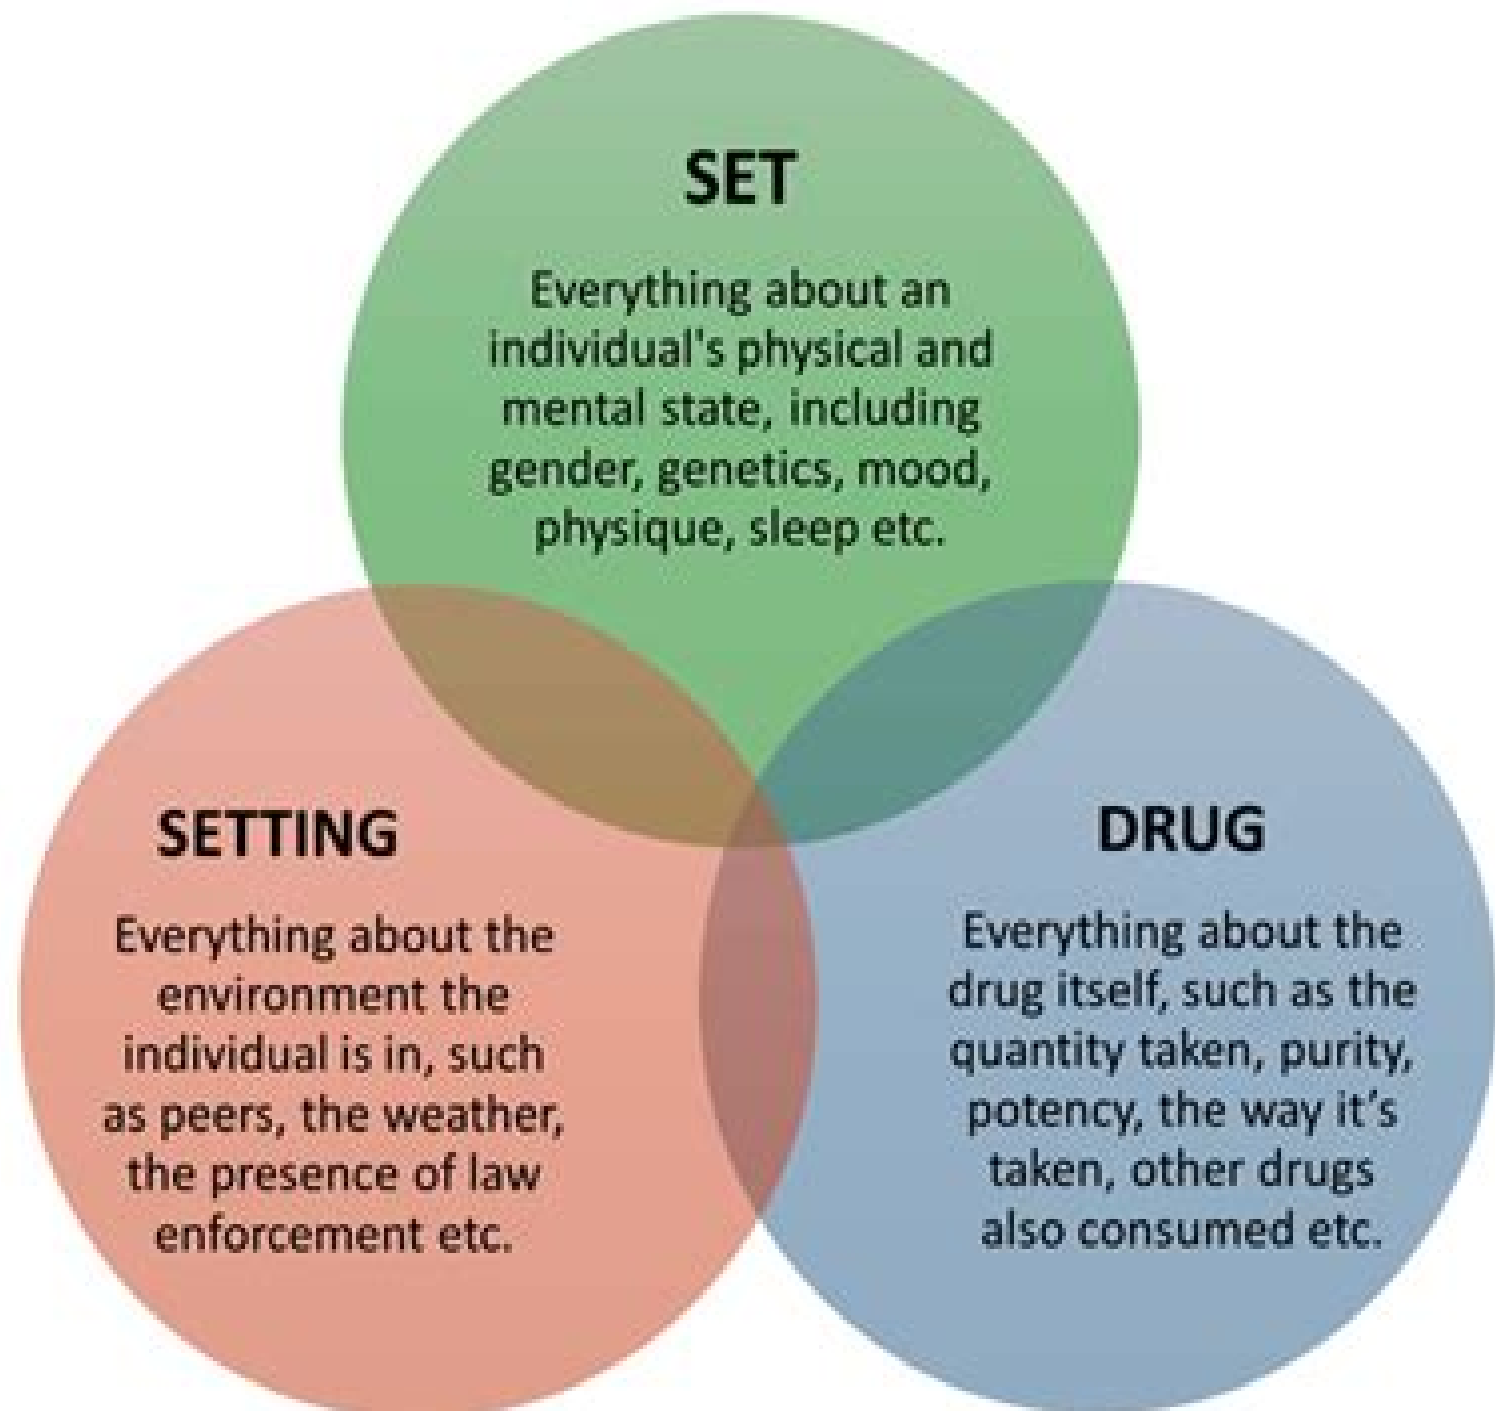 SET
Everything about an
individual's physical and
mental state, including
gender, genetics, mood,
physique, sleep etc.
SETTING
Everything about the
environment the
individual is in, such
as peers, the weather,
the presence of law
enforcement etc.
DRUG
Everything about the
drug itself, such as the
quantity taken, purity,
potency, the way it’s
taken, other drugs
also consumed etc.